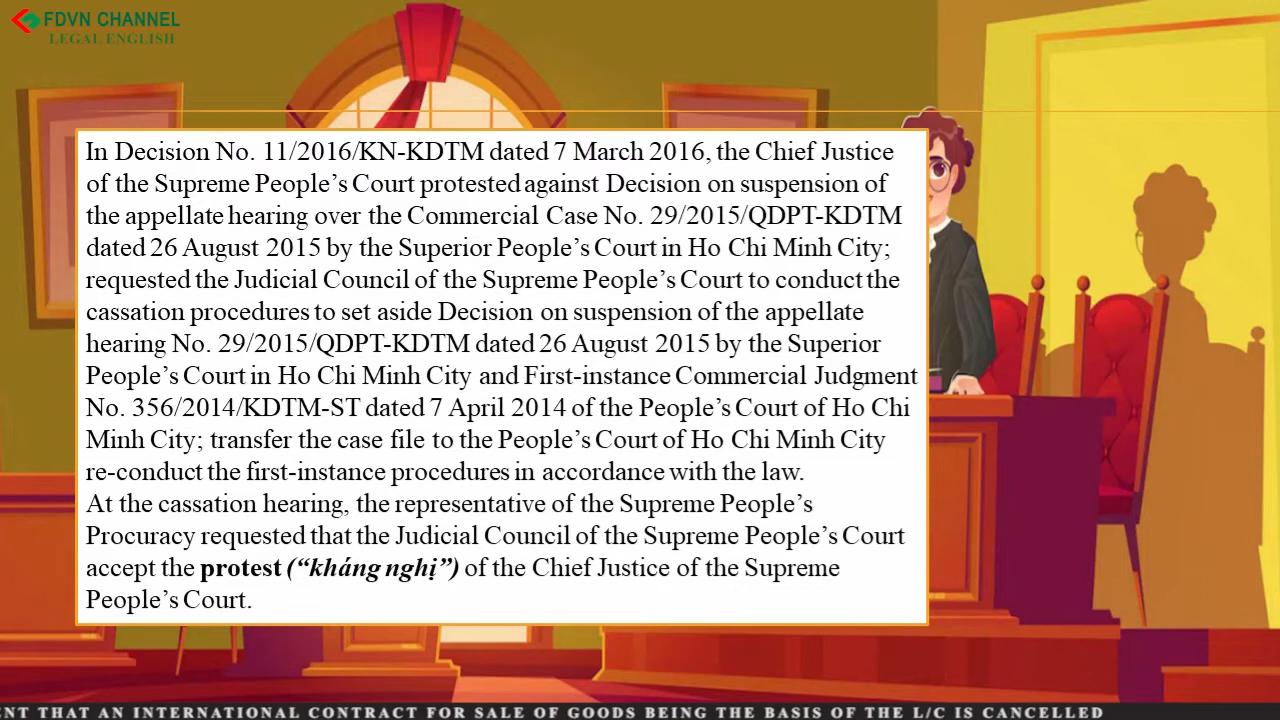 FDVN CHANNEL
LEGAL ENGLISH
In Decision No. 11/2016/KN-KDTM dated 7 March 2016, the Chief Justice
of the Supreme People’s Court protested against Decision on suspension of
the appellate hearing over the Commercial Case No. 29/2015/QDPT-KDTM
dated 26 August 2015 by the Superior People’s Court in Ho Chi Minh City;
requested the Judicial Council of the Supreme People’s Court to conduct the
cassation procedures to set aside Decision on suspension of the appellate
hearing No. 29/2015/QDPT-KDTM dated 26 August 2015 by the Superior
People’s Court in Ho Chi Minh City and First-instance Commercial Judgment
No. 356/2014/KDTM-ST dated 7 April 2014 of the People’s Court of Ho Chi
Minh City; transfer the case file to the People’s Court of Ho Chi Minh City
re-conduct the first-instance procedures in accordance with the law.
At the cassation hearing, the representative of the Supreme People’s
Procuracy requested that the Judicial Council of the Supreme People’s Court
accept the protest (“kháng nghị”) of the Chief Justice of the Supreme
People’s Court.
ENT THAT AN INTERNATIONAL CONTRACT FOR SALE OF GOODS BEING THE BASIS OF THE L/C IS CANCELLED